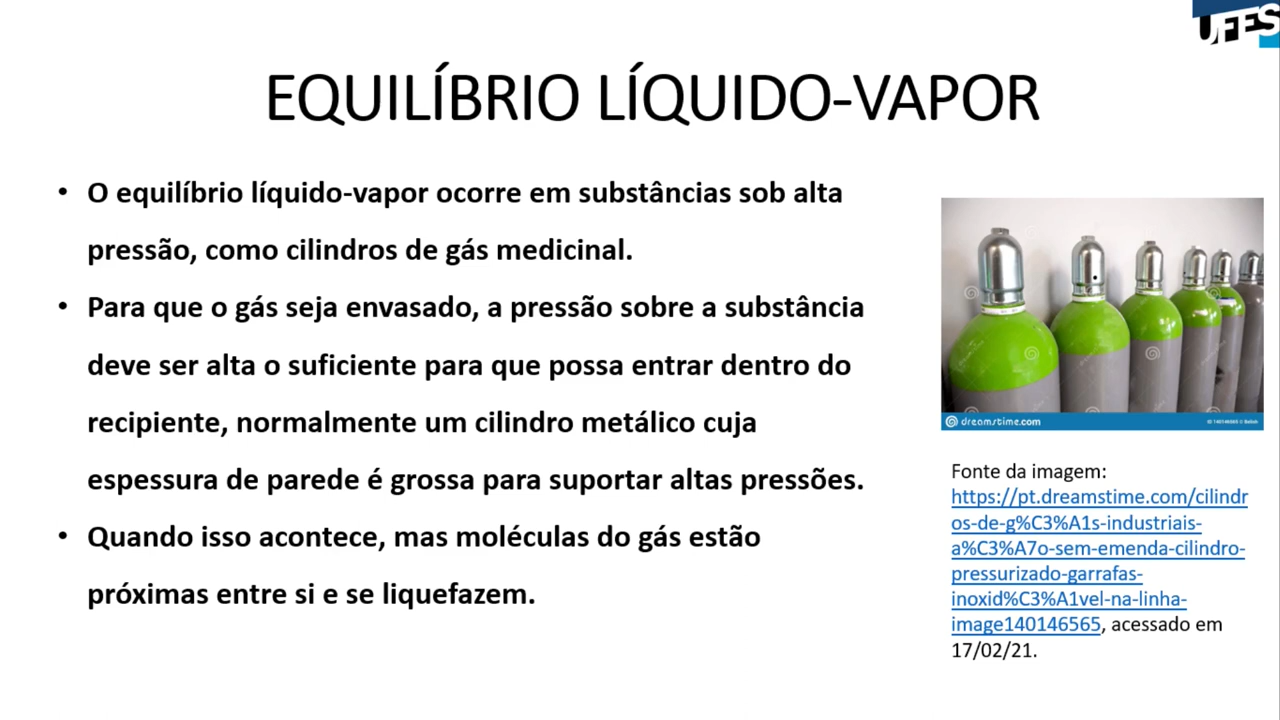 UFES
EQUILÍBRIO LÍQUIDO-VAPOR
• O equilíbrio líquido-vapor ocorre em substâncias sob alta
pressão, como cilindros de gás medicinal.
• Para que o gás seja envasado, a pressão sobre a substância
deve ser alta o suficiente para que possa entrar dentro do
recipiente, normalmente um cilindro metálico cuja
espessura de parede é grossa para suportar altas pressões.
• Quando isso acontece, mas moléculas do gás estão
próximas entre si e se liquefazem.
dreamstime.com
Fonte da imagem:
https://pt.dreamstime.com/cilindr
os-de-g%C3%A1s-industriais-
a%C3%A7o-sem-emenda-cilindro-
pressurizado-garrafas-
inoxid%C3%A1vel-na-linha-
image140146565, acessado em
17/02/21.